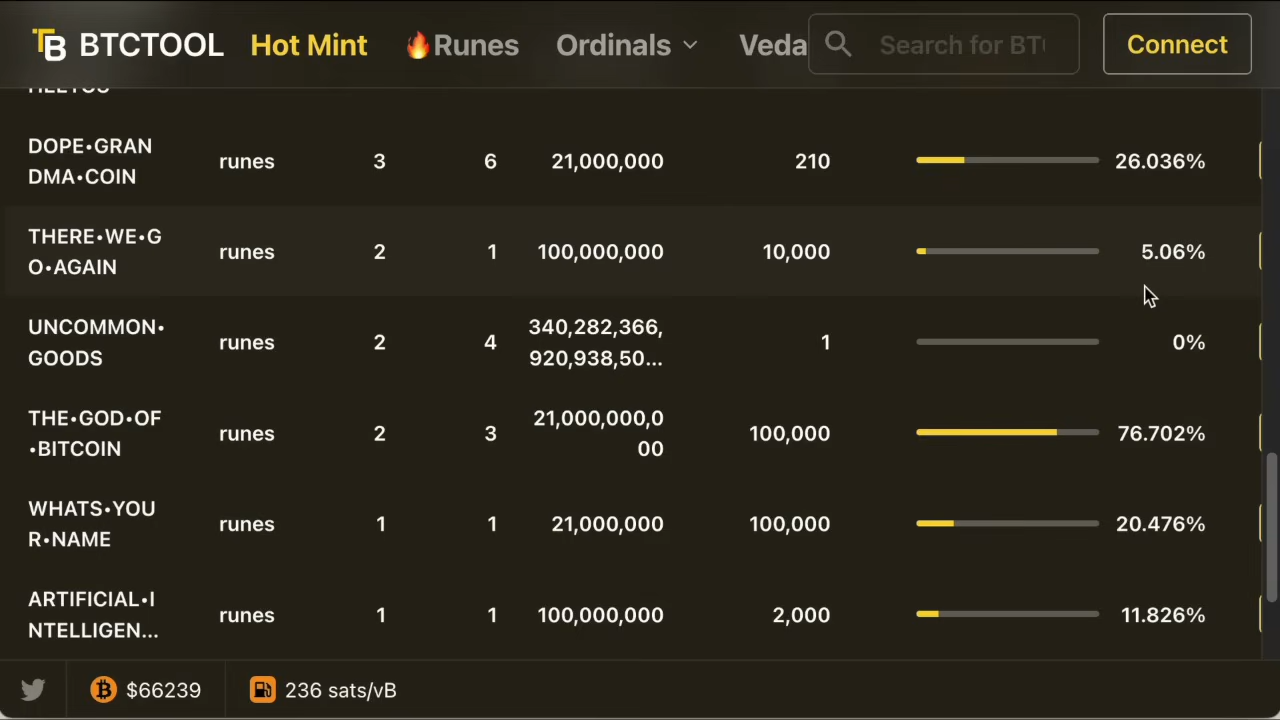 BTCTOOL Hot Mint 🔥Runes Ordinals Veda Search for BT Connect
DOPE•GRAN
DMA•COIN
runes 3 6 21,000,000 210 26.036%
THERE•WE•G
O•AGAIN
runes 2 1 100,000,000 10,000 5.06%
UNCOMMON•
GOODS
runes 2 4 340,282,366,
920,938,50... 1 0%
THE•GOD•OF
•BITCOIN
runes 2 3 21,000,000,0
00 100,000 76.702%
WHATS•YOU
R•NAME
runes 1 1 21,000,000 100,000 20.476%
ARTIFICIAL•I
NTELLIGEN...
runes 1 1 100,000,000 2,000 11.826%
$66239 236 sats/vB